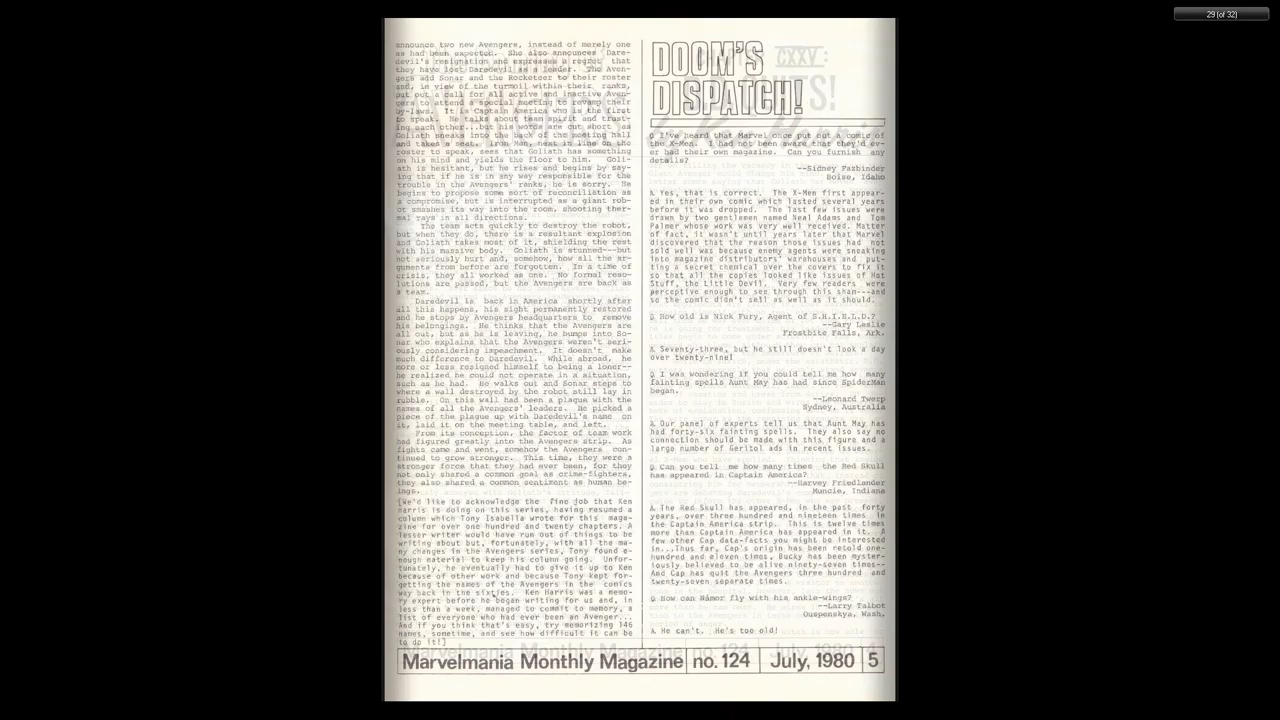 29 (of 32)
announce two new Avengers, instead of merely one
as had been expected.  She also announces Dare-
devil's resignation and expresses a regret that
they have lost Daredevil as a leader.  The Aven-
gers add Sonar and the Rocketeer to their roster
and, in view of the turmoil within their ranks,
put out a call for all active and inactive Aven-
gers to attend a special meeting to revamp their
by-laws.  It is Captain America who is the first
to speak.  He talks about team spirit and trust-
ing each other...but his words are cut short as
Goliath sneaks into the back of the meeting hall
and takes a seat.  Iron Man, next in line on the
roster to speak, sees that Goliath has something
on his mind and yields the floor to him.  Goli-
ath is hesitant, but he rises and begins by say-
ing that if he is in any way responsible for the
trouble in the Avengers' ranks, he is sorry.  He
begins to propose some sort of reconciliation as
a compromise, but is interrupted as a giant rob-
ot smashes its way into the room, shooting ther-
mal rays in all directions.
The team acts quickly to destroy the robot,
but when they do, there is a resultant explosion
and Goliath takes most of it, shielding the rest
with his massive body.  Goliath is stunned---but
not seriously hurt and, somehow, how all the ar-
guments from before are forgotten.  In a time of
crisis, they all worked as one.  No formal reso-
lutions are passed, but the Avengers are back as
a team.
Daredevil is back in America shortly after
all this happens, his sight permanently restored
and he stops by Avengers headquarters to remove
his belongings.  He thinks that the Avengers are
all out, but as he is leaving, he bumps into So-
nar who explains that the Avengers weren't seri-
ously considering impeachment.  It doesn't make
much difference to Daredevil.  While abroad, he
more or less resigned himself to being a loner--
he realized he could not operate in a situation,
such as he had.  He walks out and Sonar steps to
where a wall destroyed by the robot still lay in
rubble.  On this wall had been a plaque with the
names of all the Avengers' leaders.  He picked a
piece of the plague up with Daredevil's name on
it, laid it on the meeting table, and left.
From its conception, the factor of team work
had figured greatly into the Avengers strip.  As
fights came and went, somehow the Avengers con-
tinued to grow stronger.  This time, they were a
stronger force that they had ever been, for they
not only shared a common goal as crime-fighters,
they also shared a common sentiment as human be-
ings.
[We'd like to acknowledge the fine job that Ken
Harris is doing on this series, having resumed a
column which Tony Isabella wrote for this maga-
zine for over one hundred and twenty chapters. A
lesser writer would have run out of things to be
writing about but, fortunately, with all the ma-
ny changes in the Avengers series, Tony found e-
nough material to keep his column going.  Unfor-
tunately, he eventually had to give it up to Ken
because of other work and because Tony kept for-
getting the names of the Avengers in the comics
way back in the sixties.  Ken Harris was a memo-
ry expert before he began writing for us and, in
less than a week, managed to commit to memory, a
list of everyone who had ever been an Avenger...
And if you think that's easy, try memorizing 146
names, sometime, and see how difficult it can be
to do it!]
DOOM'S
DISPATCH!
Q I've heard that Marvel once put out a comic of
the X-Men.  I had not been aware that they'd ev-
er had their own magazine.  Can you furnish any
details?
--Sidney Fazbinder
Boise, Idaho
A Yes, that is correct.  The X-Men first appear-
ed in their own comic which lasted several years
before it was dropped.  The last few issues were
drawn by two gentlemen named Neal Adams and Tom
Palmer whose work was very well received. Matter
of fact, it wasn't until years later that Marvel
discovered that the reason those issues had not
sold well was because enemy agents were sneaking
into magazine distributors' warehouses and put-
ting a secret chemical over the covers to fix it
so that all the copies looked like issues of Hot
Stuff, the Little Devil.  Very few readers were
perceptive enough to see through this sham---and
so the comic didn't sell as well as it should.
Q How old is Nick Fury, Agent of S.H.I.E.L.D.?
--Gary Leslie
Frostbite Falls, Ark.
A Seventy-three, but he still doesn't look a day
over twenty-nine!
Q I was wondering if you could tell me how many
fainting spells Aunt May has had since SpiderMan
began.
--Leonard Twerp
Sydney, Australia
A Our panel of experts tell us that Aunt May has
had forty-six fainting spells.  They also say no
connection should be made with this figure and a
large number of Geritol ads in recent issues.
Q Can you tell me how many times the Red Skull
has appeared in Captain America?
--Harvey Friedlander
Muncie, Indiana
A The Red Skull has appeared, in the past forty
years, over three hundred and nineteen times in
the Captain America strip.  This is twelve times
more than Captain America has appeared in it.  A
few other Cap data-facts you might be interested
in...Thus far, Cap's origin has been retold one-
hundred and eleven times, Bucky has been myster-
iously believed to be alive ninety-seven times--
And Cap has quit the Avengers three hundred and
twenty-seven separate times.
Q How can Namor fly with his ankle-wings?
--Larry Talbot
Ouspenskya, Wash.
A He can't.  He's too old!
Marvelmania Monthly Magazine no. 124 July, 1980 5